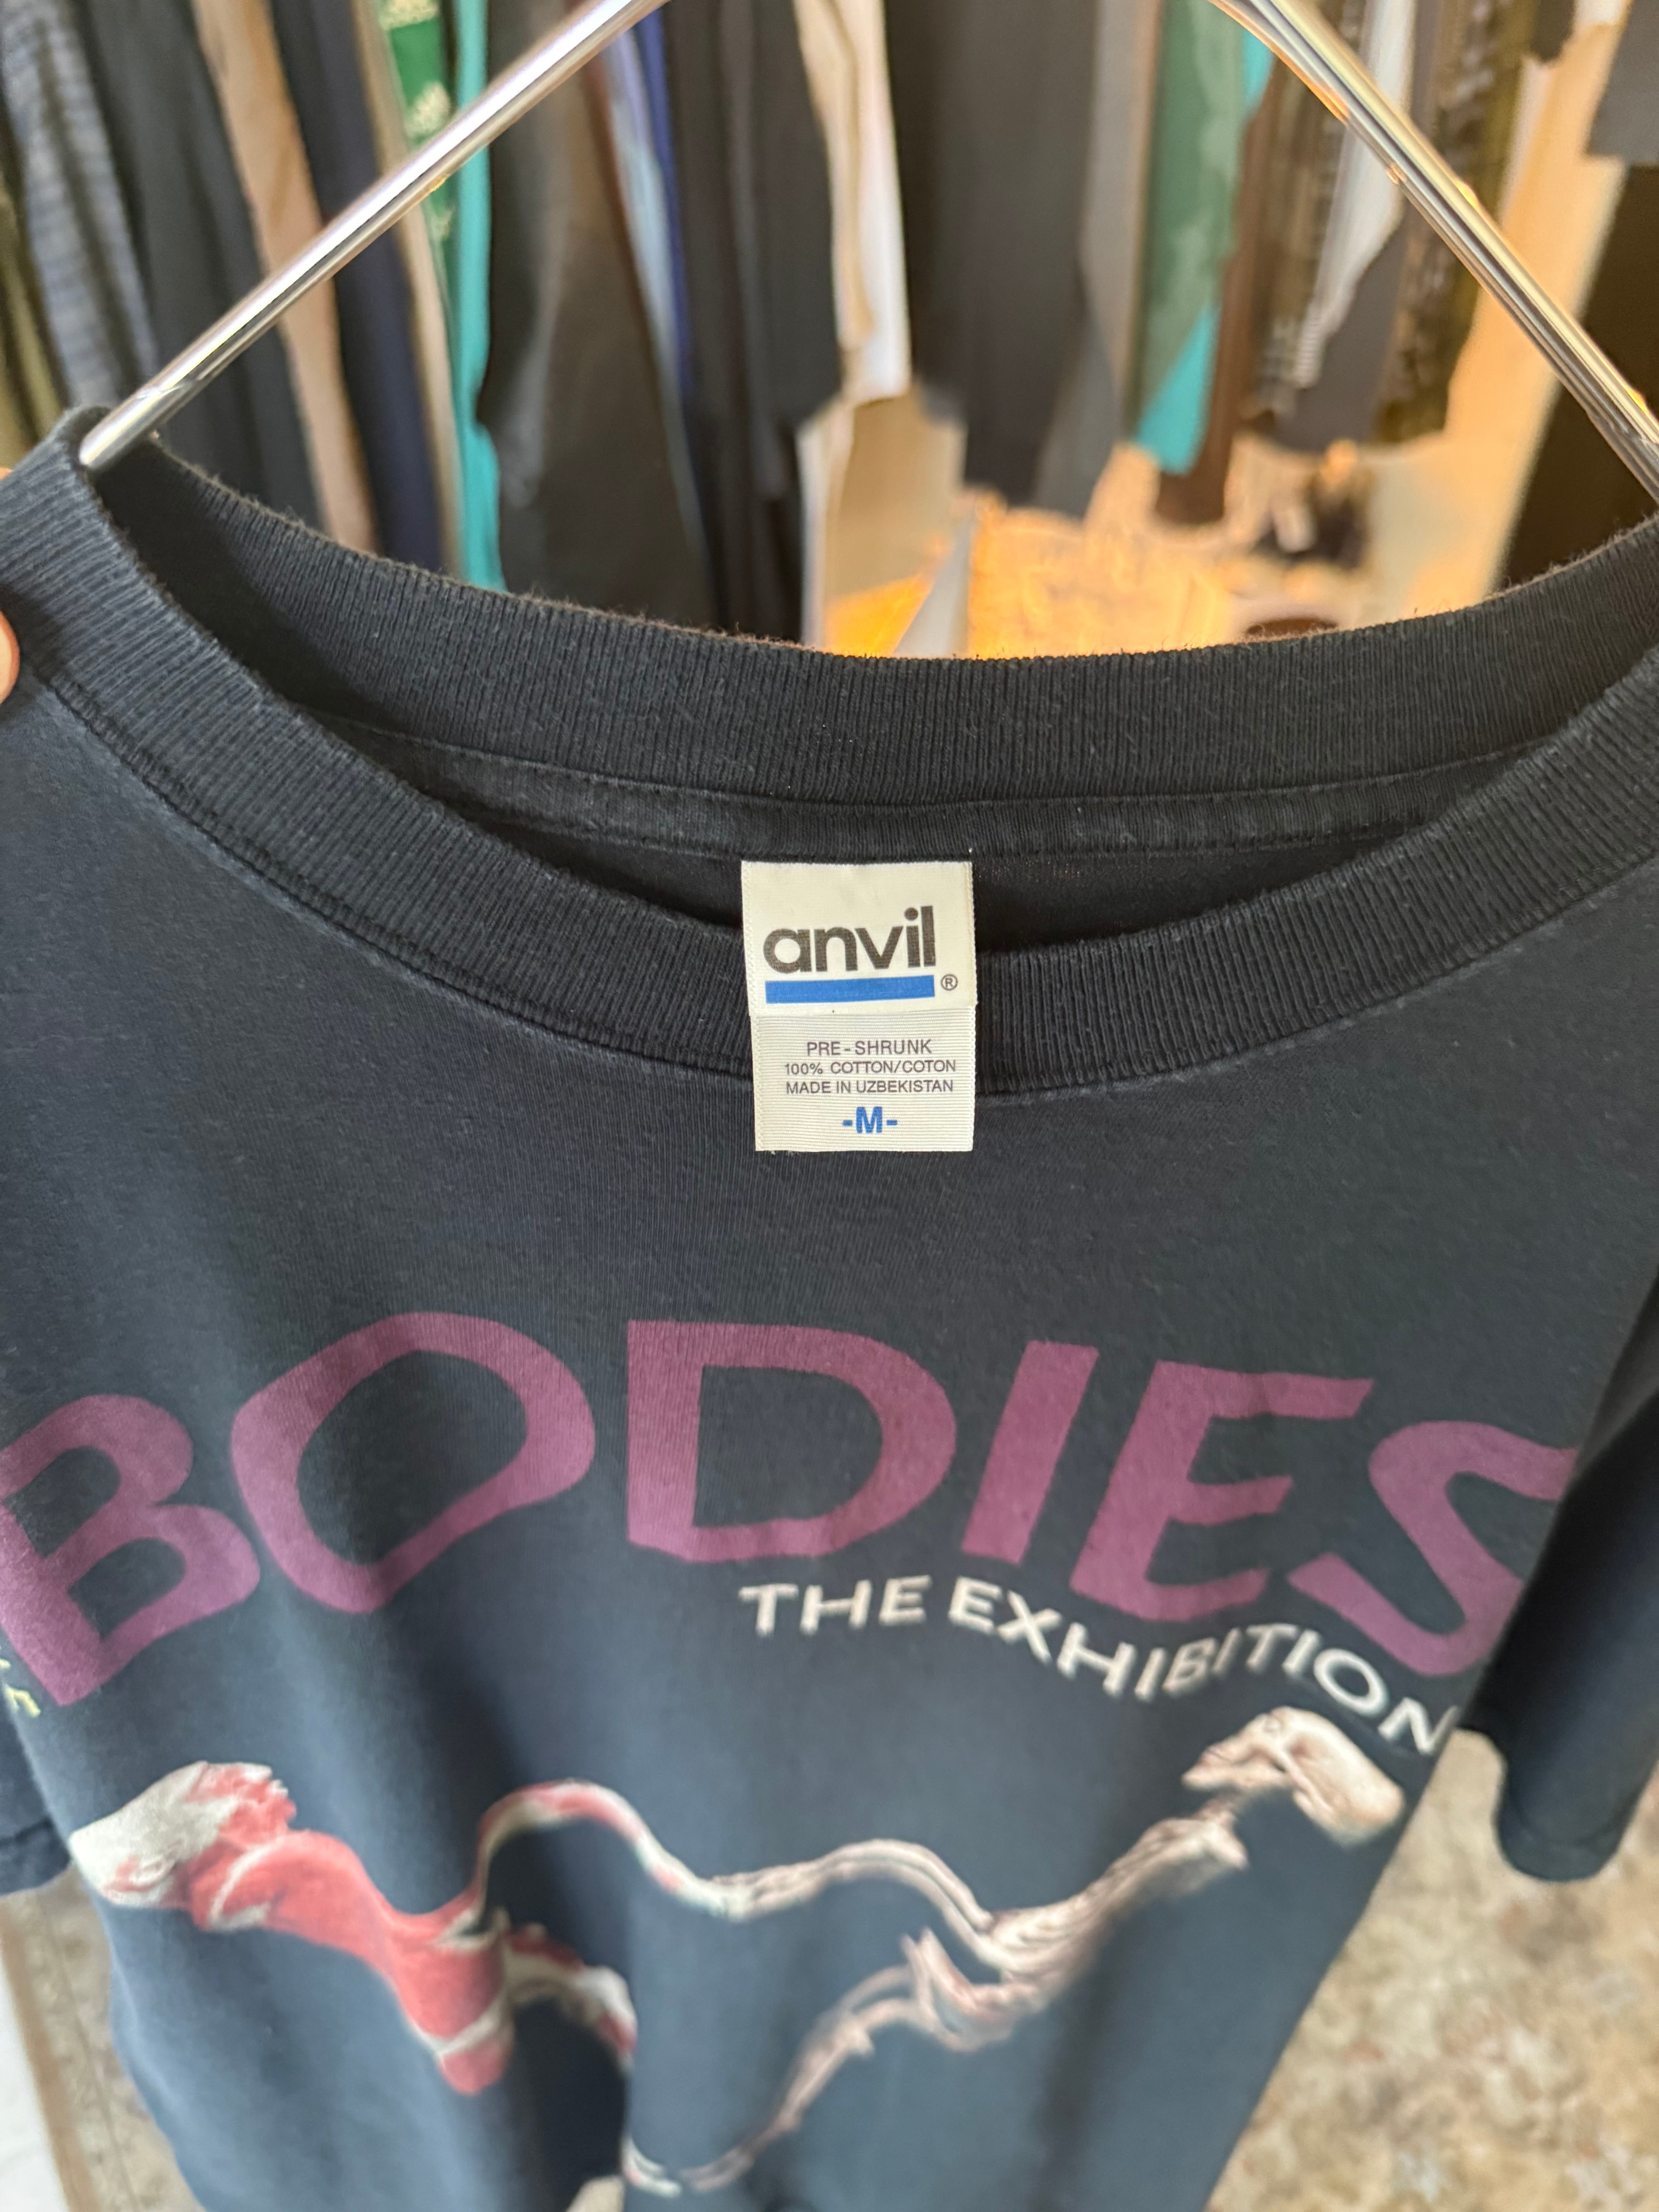 anvil
®
PRE-SHRUNK
100% COTTON/COTON
MADE IN UZBEKISTAN
-M-
BODIES
THE EXHIBITION